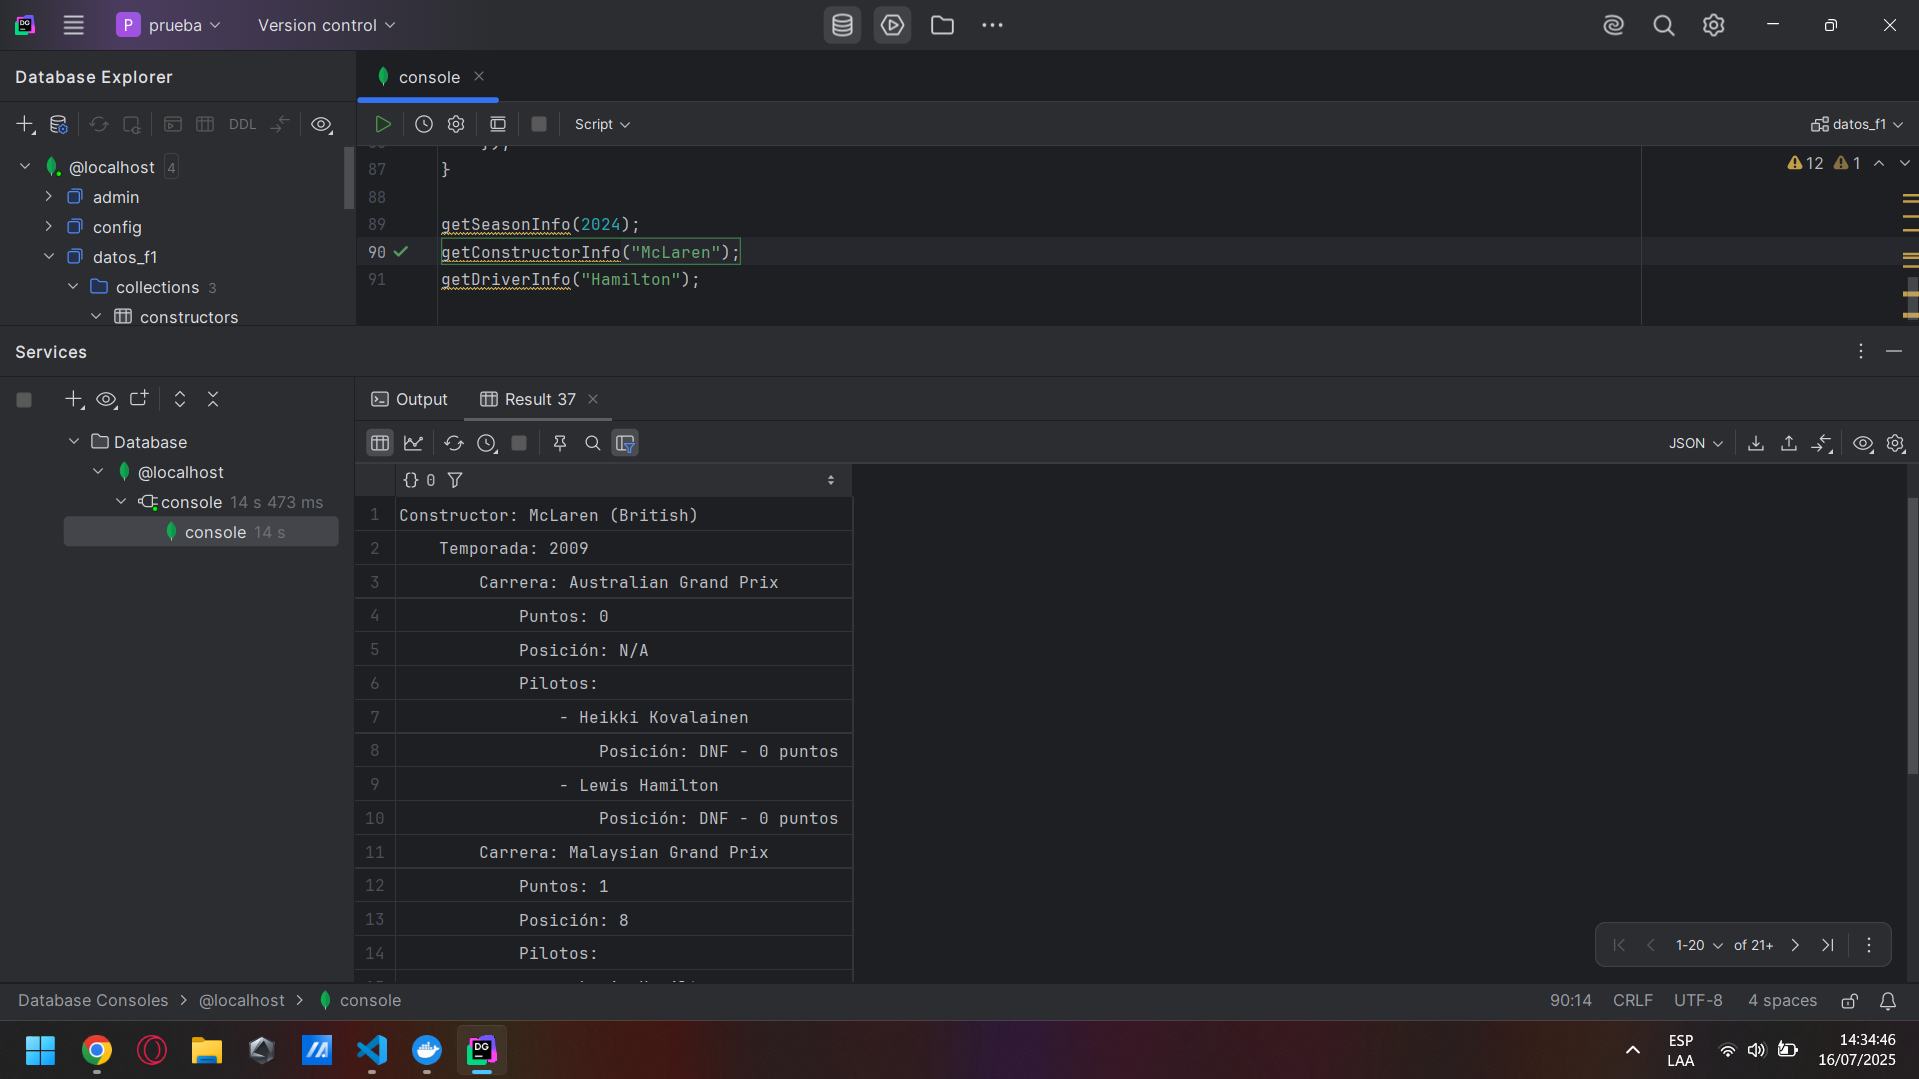 DG
P prueba
Version control
Database Explorer
console
DDL
Script
datos_f1
@localhost 4
admin
config
datos_f1
collections 3
constructors
87 }
88
89 getSeasonInfo(2024);
90 getConstructorInfo("McLaren");
91 getDriverInfo("Hamilton");
12 1
Services
Output
Result 37
JSON
Database
@localhost
console 14 s 473 ms
console 14 s
{} 0
1 Constructor: McLaren (British)
2 Temporada: 2009
3 Carrera: Australian Grand Prix
4 Puntos: 0
5 Posición: N/A
6 Pilotos:
7 - Heikki Kovalainen
8 Posición: DNF - 0 puntos
9 - Lewis Hamilton
10 Posición: DNF - 0 puntos
11 Carrera: Malaysian Grand Prix
12 Puntos: 1
13 Posición: 8
14 Pilotos:
1-20 of 21+
Database Consoles > @localhost > console
90:14 CRLF UTF-8 4 spaces
DG
ESP
LAA
14:34:46
16/07/2025